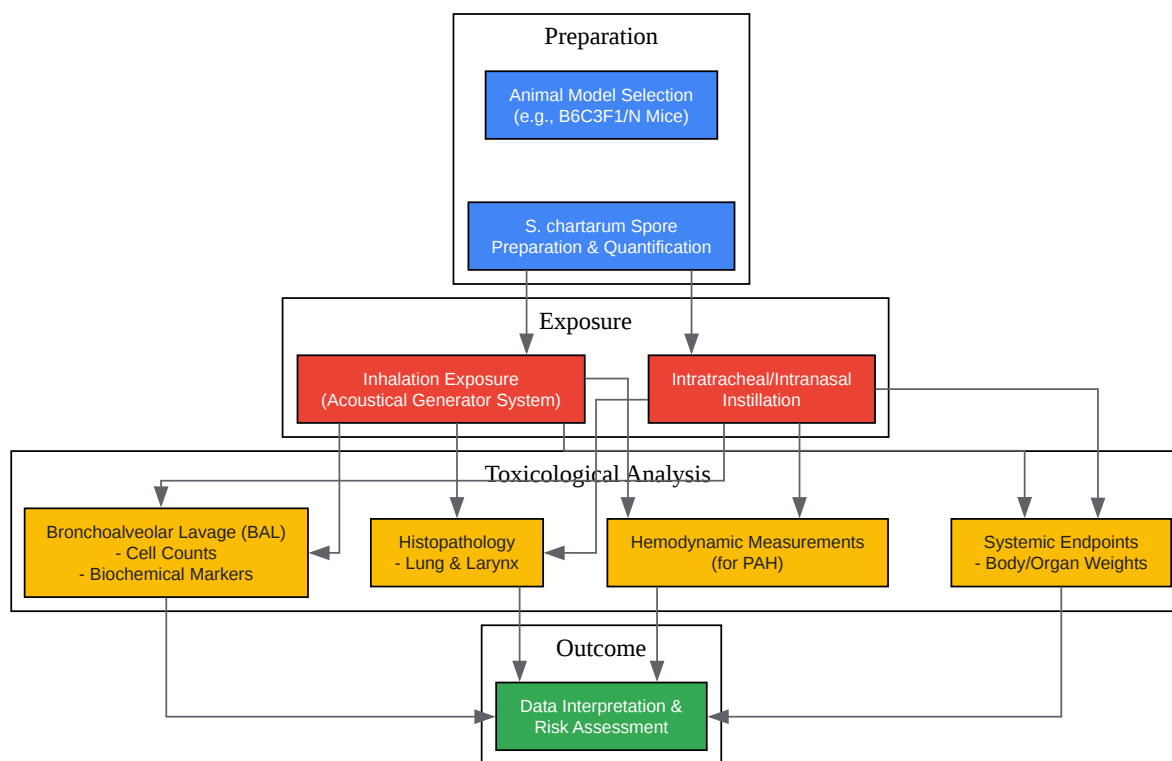 Preparation
Animal Model Selection
(e.g., B6C3F1/N Mice)
S. chartarum Spore
Preparation & Quantification
Exposure
Inhalation Exposure
(Acoustical Generator System)
Intratracheal/Intranasal
Instillation
Toxicological Analysis
Bronchoalveolar Lavage (BAL)
- Cell Counts
- Biochemical Markers
Histopathology
- Lung & Larynx
Hemodynamic Measurements
(for PAH)
Systemic Endpoints
- Body/Organ Weights
Outcome
Data Interpretation &
Risk Assessment